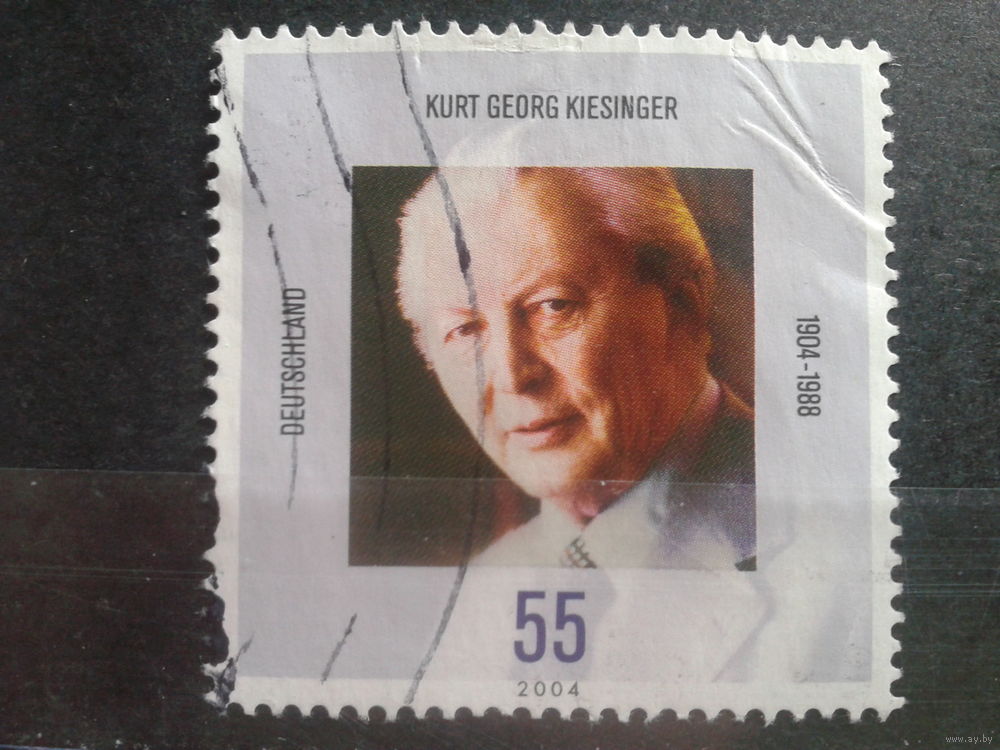 KURT GEORG KIESINGER
DEUTSCHLAND
1904-1988
55
2004
www.ay.by